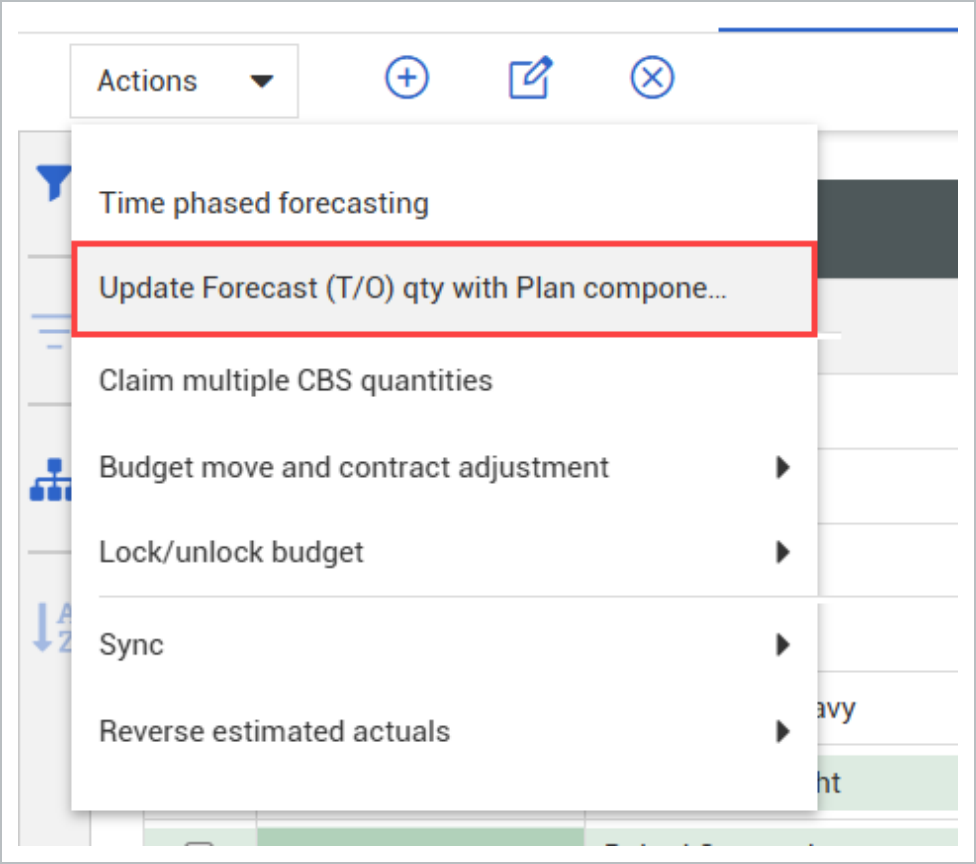 Actions
Time phased forecasting
Update Forecast (T/O) qty with Plan compone...
Claim multiple CBS quantities
Budget move and contract adjustment
Lock/unlock budget
Sync
Reverse estimated actuals
avy
ht